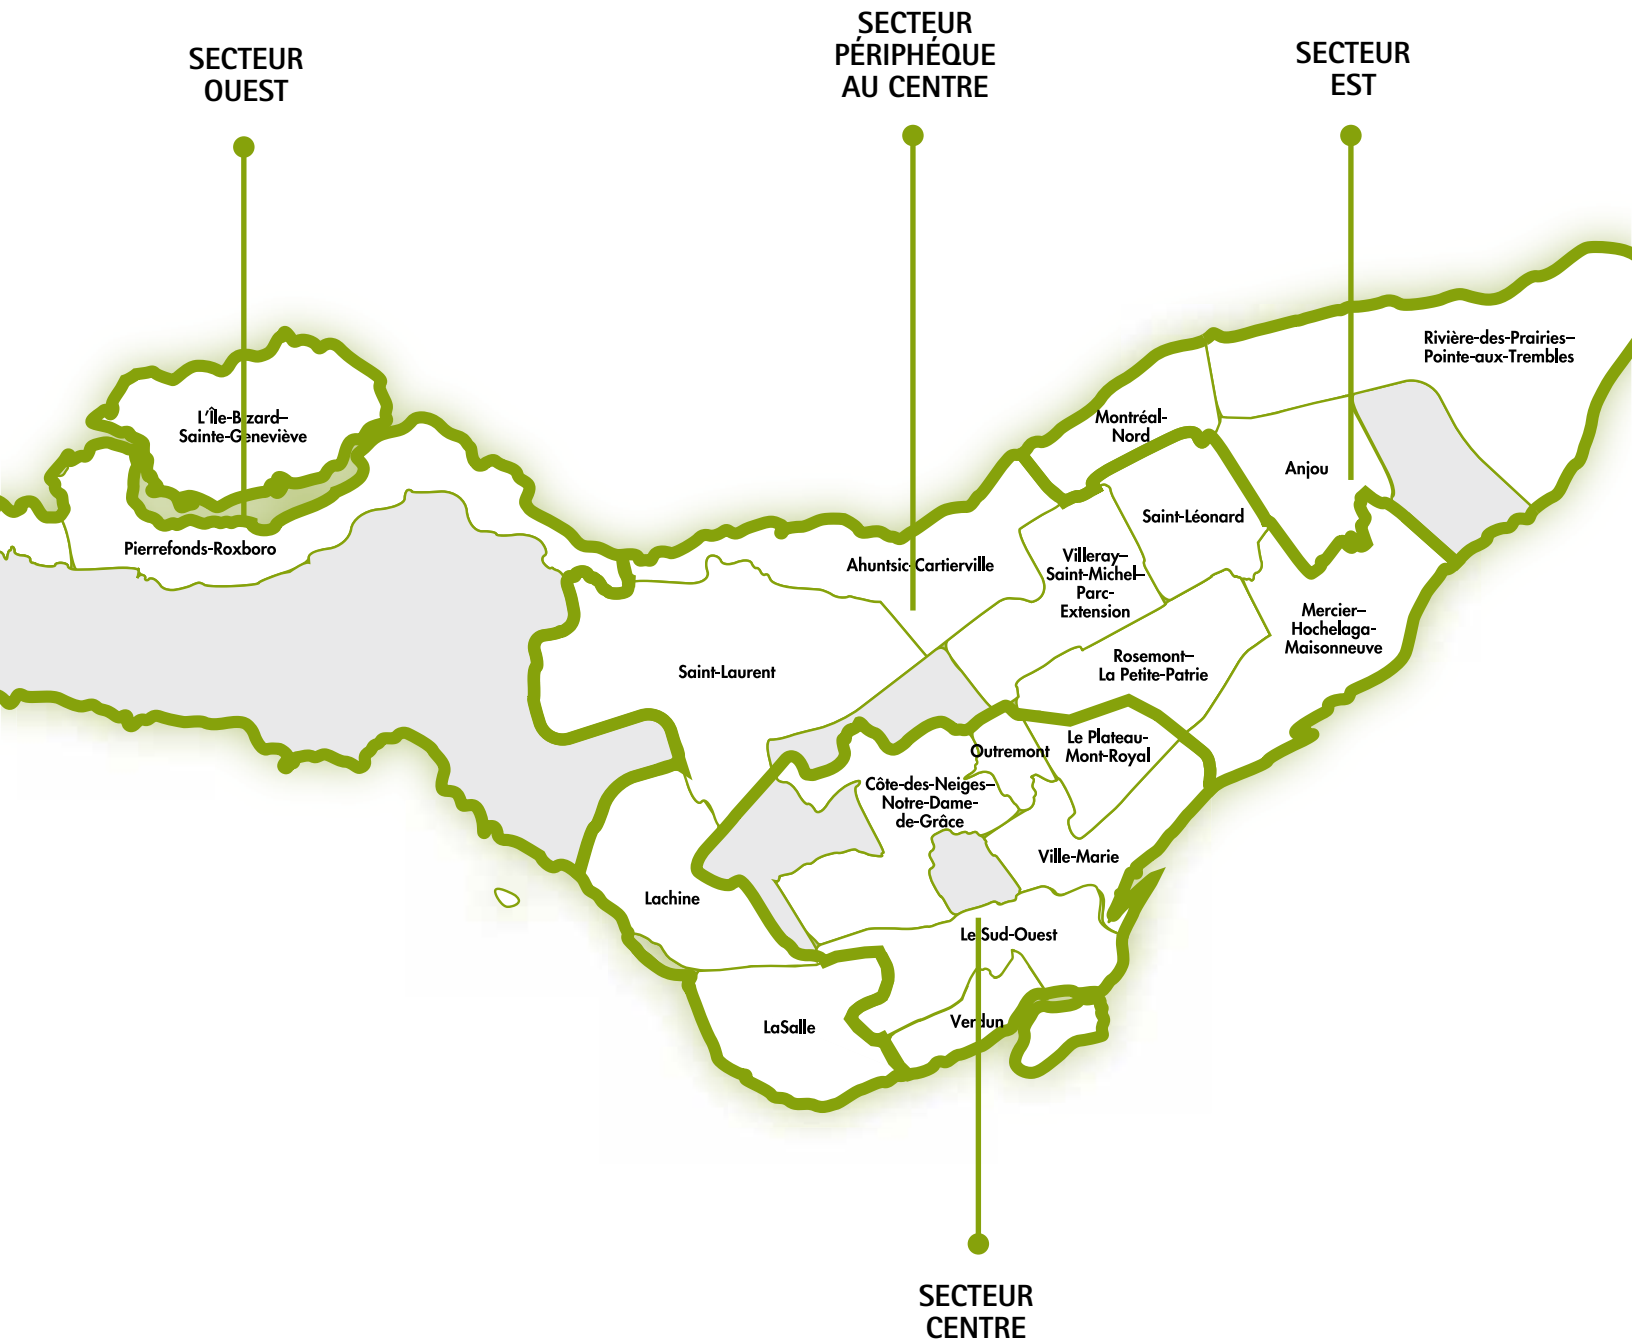 SECTEUR
OUEST
SECTEUR
PÉRIPHÉQUE
AU CENTRE
SECTEUR
EST
Rivière-des-Prairies–
Pointe-aux-Trembles
L'Île-Bizard–
Sainte-Geneviève
Montréal-
Nord
Anjou
Saint-Léonard
Pierrefonds-Roxboro
Ahuntsic-Cartierville
Villeray–
Saint-Michel–
Parc-
Extension
Mercier–
Hochelaga-
Maisonneuve
Saint-Laurent
Rosemont–
La Petite-Patrie
Outremont
Le Plateau-
Mont-Royal
Côte-des-Neiges–
Notre-Dame-
de-Grâce
Ville-Marie
Lachine
Le Sud-Ouest
LaSalle
Verdun
SECTEUR
CENTRE